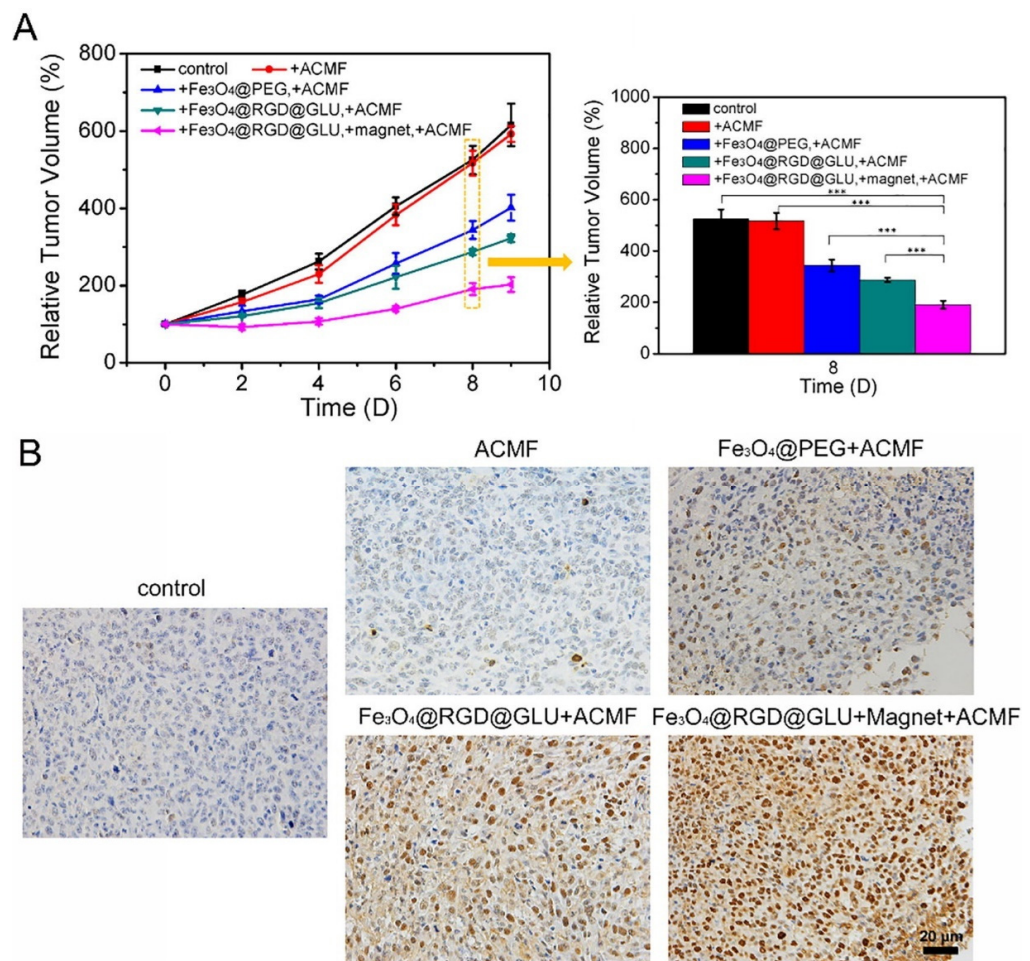 A
Relative Tumor Volume (%)
800
600
400
200
0
control
+ACMF
+Fe₃O₄@PEG,+ACMF
+Fe₃O₄@RGD@GLU,+ACMF
+Fe₃O₄@RGD@GLU,+magnet,+ACMF
0 2 4 6 8 10
Time (D)
Relative Tumor Volume (%)
1000
800
600
400
200
0
control
+ACMF
+Fe₃O₄@PEG,+ACMF
+Fe₃O₄@RGD@GLU,+ACMF
+Fe₃O₄@RGD@GLU,+magnet,+ACMF
***
***
***
***
8
Time (D)
B
control
ACMF
Fe₃O₄@PEG+ACMF
Fe₃O₄@RGD@GLU+ACMF
Fe₃O₄@RGD@GLU+Magnet+ACMF
20 μm